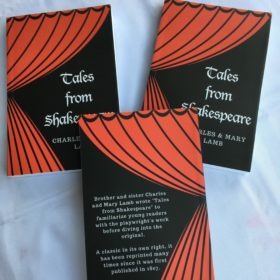 Tales
from
Shakespeare
CHARLES
LAMB
Tales
from
Shakespeare
CHARLES & MARY
LAMB
Brother and sister Charles
and Mary Lamb wrote "Tales
from Shakespeare" to
familiarise young readers
with the playwright's work
before diving into the
original.
A classic in its own right, it
has been reprinted many
times since it was first
published in 1807.